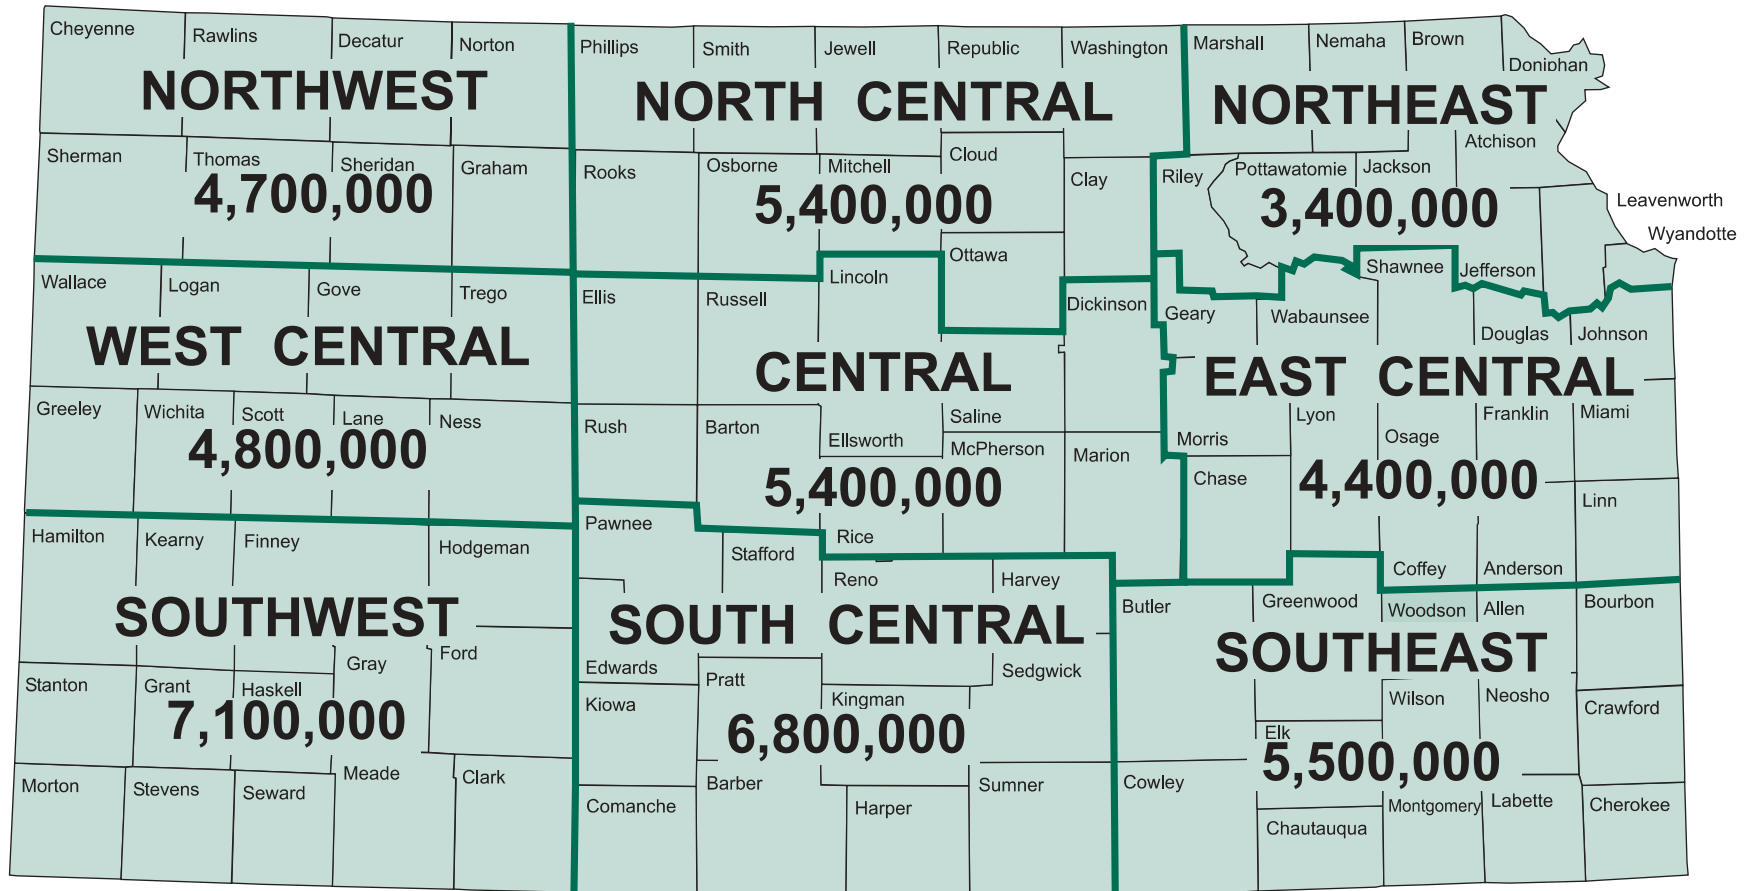 Cheyenne
Rawlins
Decatur
Norton
Phillips
Smith
Jewell
Republic
Washington
Marshall
Nemaha
Brown
Doniphan
NORTHWEST
NORTH CENTRAL
NORTHEAST
Sherman
Thomas
Sheridan
Graham
Rooks
Osborne
Mitchell
Cloud
Clay
Riley
Pottawatomie
Jackson
Atchison
4,700,000
5,400,000
3,400,000
Leavenworth
Wyandotte
Wallace
Logan
Gove
Trego
Ellis
Russell
Lincoln
Ottawa
Dickinson
Geary
Wabaunsee
Shawnee
Jefferson
Douglas
Johnson
WEST CENTRAL
CENTRAL
EAST CENTRAL
Greeley
Wichita
Scott
Lane
Ness
Rush
Barton
Ellsworth
Saline
McPherson
Marion
Morris
Chase
Lyon
Osage
Franklin
Miami
4,800,000
5,400,000
4,400,000
Linn
Hamilton
Kearny
Finney
Hodgeman
Pawnee
Stafford
Rice
Reno
Harvey
Butler
Greenwood
Coffey
Anderson
Woodson
Allen
Bourbon
SOUTHWEST
SOUTH CENTRAL
SOUTHEAST
Stanton
Grant
Haskell
Gray
Ford
Edwards
Kiowa
Pratt
Kingman
Sedgwick
Elk
Wilson
Neosho
Crawford
7,100,000
6,800,000
5,500,000
Morton
Stevens
Seward
Meade
Clark
Comanche
Barber
Harper
Sumner
Cowley
Chautauqua
Montgomery
Labette
Cherokee